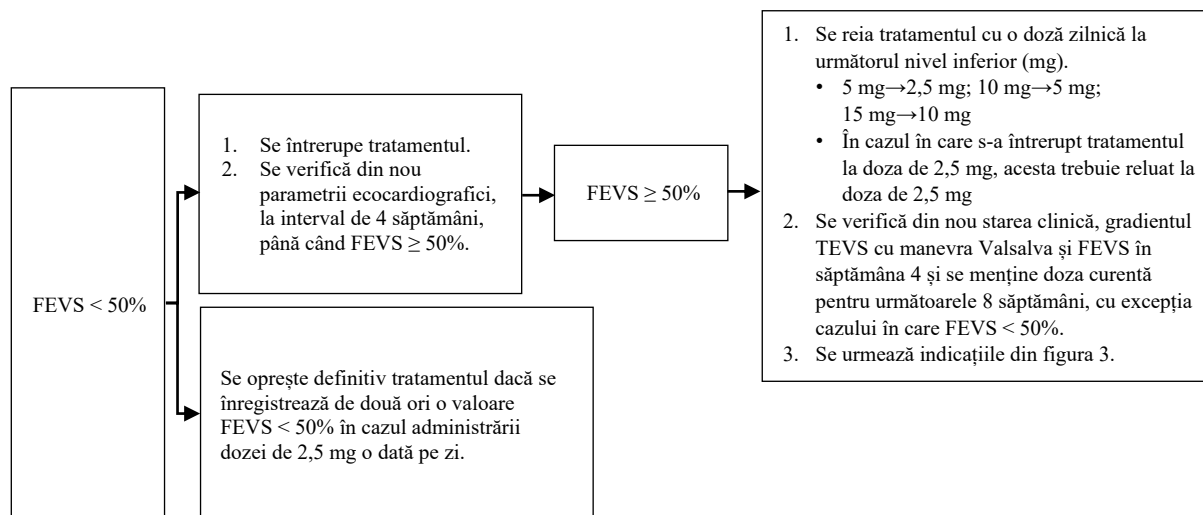 FEVS < 50%
1. Se întrerupe tratamentul.
2. Se verifică din nou
parametrii ecocardiografici,
la interval de 4 săptămâni,
până când FEVS ≥ 50%.
Se oprește definitiv tratamentul dacă se
înregistrează de două ori o valoare
FEVS < 50% în cazul administrării
dozei de 2,5 mg o dată pe zi.
FEVS ≥ 50%
1. Se reia tratamentul cu o doză zilnică la
următorul nivel inferior (mg).
• 5 mg→2,5 mg; 10 mg→5 mg;
15 mg→10 mg
• În cazul în care s-a întrerupt tratamentul
la doza de 2,5 mg, acesta trebuie reluat la
doza de 2,5 mg
2. Se verifică din nou starea clinică, gradientul
TEVS cu manevra Valsalva și FEVS în
săptămâna 4 și se menține doza curentă
pentru următoarele 8 săptămâni, cu excepția
cazului în care FEVS < 50%.
3. Se urmează indicațiile din figura 3.